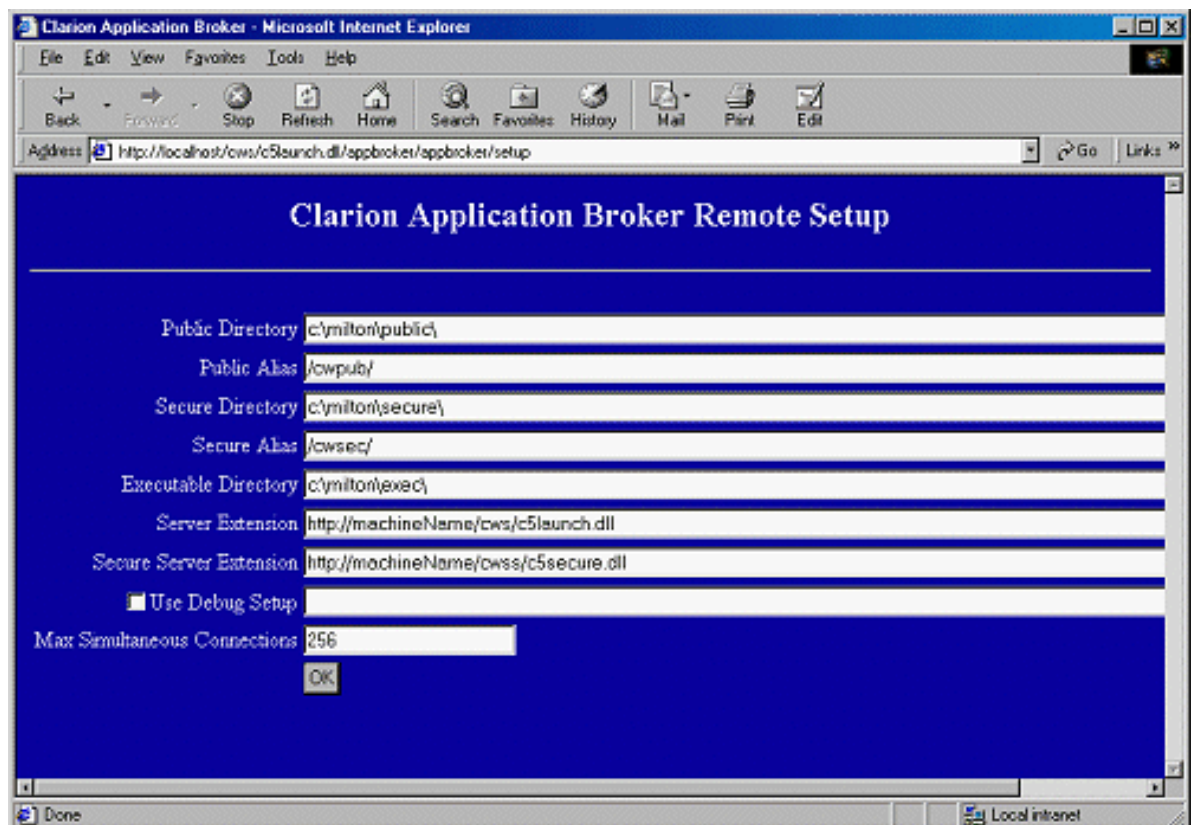 Clarion Application Broker - Microsoft Internet Explorer
File Edit View Favorites Tools Help
Back Forward Stop Refresh Home Search Favorites History Mail Print Edit
Address http://localhost/cws/c5launch.dll/appbroker/appbroker/setup Go Links »
Clarion Application Broker Remote Setup
Public Directory c:\milton\public\
Public Alias /cwpub/
Secure Directory c:\milton\secure\
Secure Alias /cwsec/
Executable Directory c:\milton\exec\
Server Extension http://machineName/cws/c5launch.dll
Secure Server Extension http://machineName/cwss/c5secure.dll
Use Debug Setup
Max Simultaneous Connections 256
OK
Done Local intranet